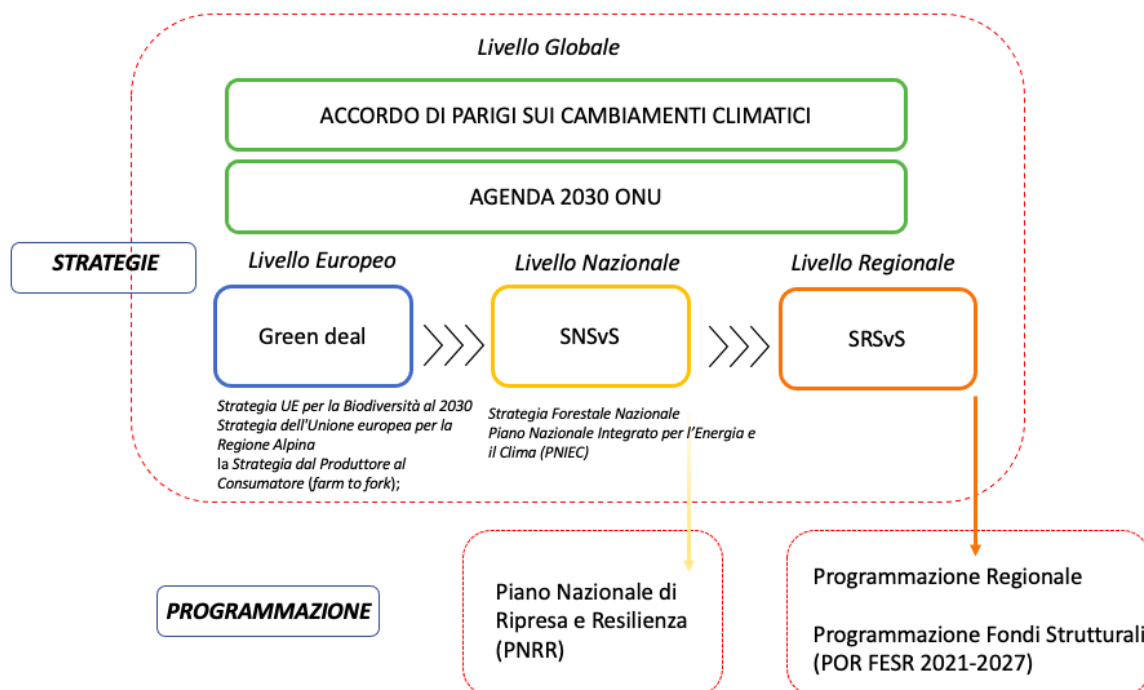 Livello Globale
ACCORDO DI PARIGI SUI CAMBIAMENTI CLIMATICI
AGENDA 2030 ONU
STRATEGIE
Livello Europeo
Livello Nazionale
Livello Regionale
Green deal
SNSvS
SRSvS
Strategia UE per la Biodiversità al 2030
Strategia dell'Unione europea per la
Regione Alpina
la Strategia dal Produttore al
Consumatore (farm to fork);
Strategia Forestale Nazionale
Piano Nazionale Integrato per l'Energia e
il Clima (PNIEC)
PROGRAMMAZIONE
Piano Nazionale di
Ripresa e Resilienza
(PNRR)
Programmazione Regionale
Programmazione Fondi Strutturali
(POR FESR 2021-2027)